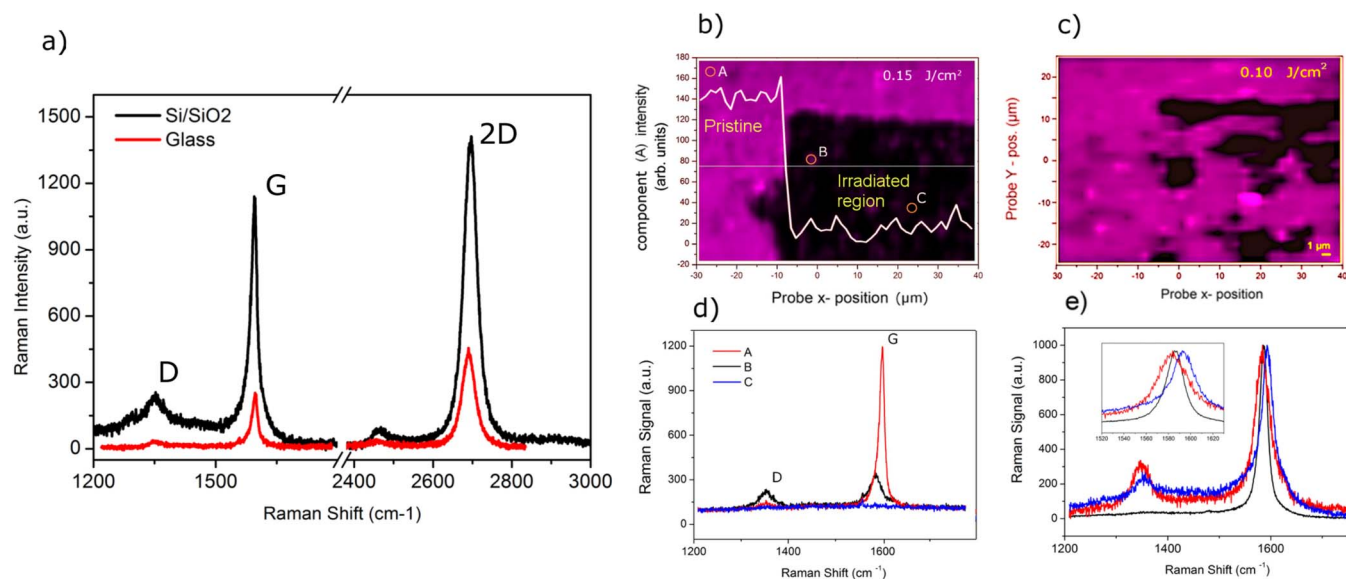 a)
1500
1200
900
600
300
0
Raman Intensity (a.u.)
Si/SiO2
Glass
D
G
2D
1200
1500
2400
2600
2800
3000
Raman Shift (cm-1)
b)
180
160
140
120
100
80
60
40
20
0
-20
component (A) intensity
(arb. units)
A
0.15 J/cm²
Pristine
B
Irradiated
region
C
-30
-20
-10
0
10
20
30
40
Probe x- position (µm)
c)
20
10
0
-10
-20
Probe Y - pos. (µm)
0.10 J/cm²
1 µm
-30
-20
-10
0
10
20
30
40
Probe x- position
d)
1200
900
600
300
0
Raman Signal (a.u.)
A
B
C
D
G
1200
1400
1600
Raman Shift (cm⁻¹)
e)
1000
800
600
400
200
0
Raman Signal (a.u.)
1520
1540
1560
1580
1600
1620
1200
1400
1600
Raman Shift (cm⁻¹)